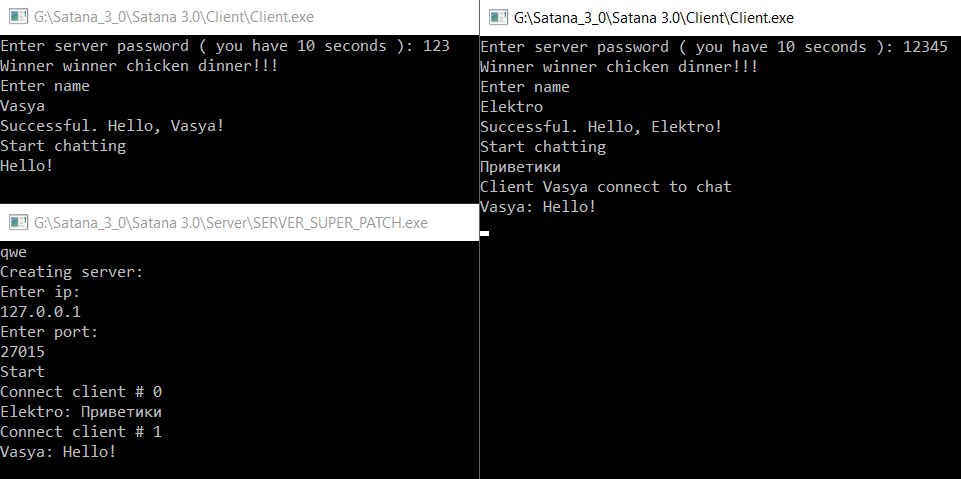 G:\Satana_3_0\Satana 3.0\Client\Client.exe
Enter server password ( you have 10 seconds ): 123
Winner winner chicken dinner!!!
Enter name
Vasya
Successful. Hello, Vasya!
Start chatting
Hello!
G:\Satana_3_0\Satana 3.0\Server\SERVER_SUPER_PATCH.exe
qwe
Creating server:
Enter ip:
127.0.0.1
Enter port:
27015
Start
Connect client # 0
Elektro: Приветики
Connect client # 1
Vasya: Hello!
G:\Satana_3_0\Satana 3.0\Client\Client.exe
Enter server password ( you have 10 seconds ): 12345
Winner winner chicken dinner!!!
Enter name
Elektro
Successful. Hello, Elektro!
Start chatting
Приветики
Client Vasya connect to chat
Vasya: Hello!